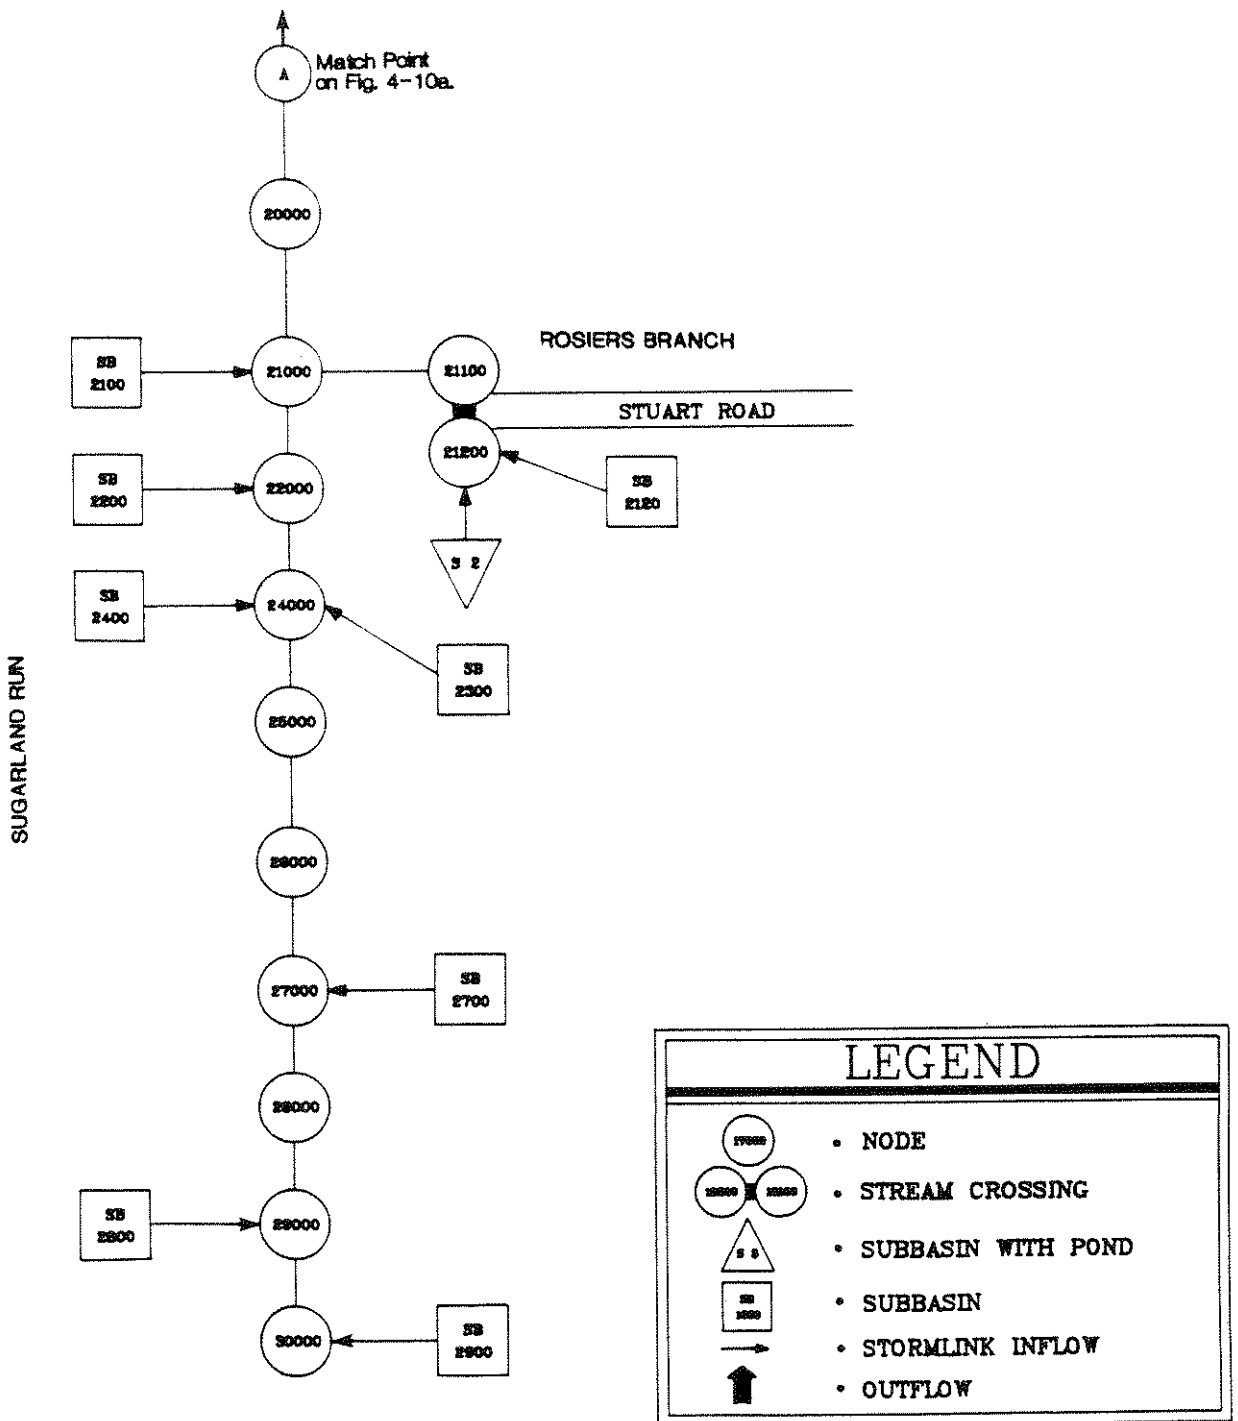 A
Match Point
on Fig. 4-10a.
20000
ROSIERS BRANCH
SB
2100
21000
21100
STUART ROAD
21200
SB
2200
22000
SB
2120
S 2
SB
2400
24000
SB
2300
SUGARLAND RUN
25000
26000
27000
SB
2700
28000
SB
2800
29000
30000
SB
2900
LEGEND
NODE
STREAM CROSSING
SUBBASIN WITH POND
SB
SUBBASIN
STORMLINK INFLOW
OUTFLOW